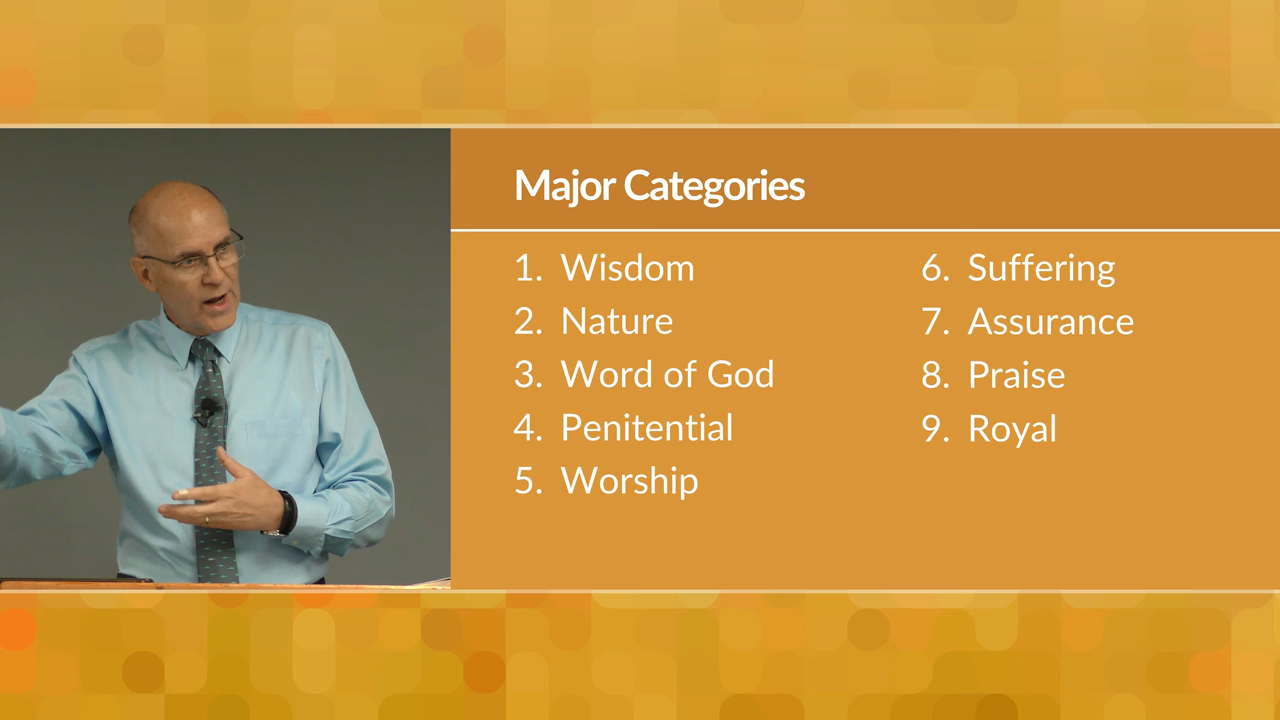 Major Categories
1. Wisdom
2. Nature
3. Word of God
4. Penitential
5. Worship
6. Suffering
7. Assurance
8. Praise
9. Royal